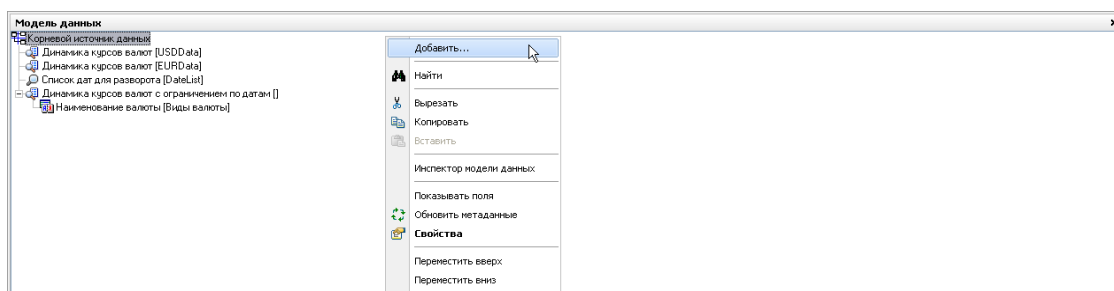 Модель данных
Корневой источник данных
Динамика курсов валют [USDData]
Динамика курсов валют [EURData]
Список дат для разворота [DateList]
Динамика курсов валют с ограничением по датам []
Наименование валюты [Виды валюты]
Добавить...
Найти
Вырезать
Копировать
Вставить
Инспектор модели данных
Показывать поля
Обновить метаданные
Свойства
Переместить вверх
Переместить вниз